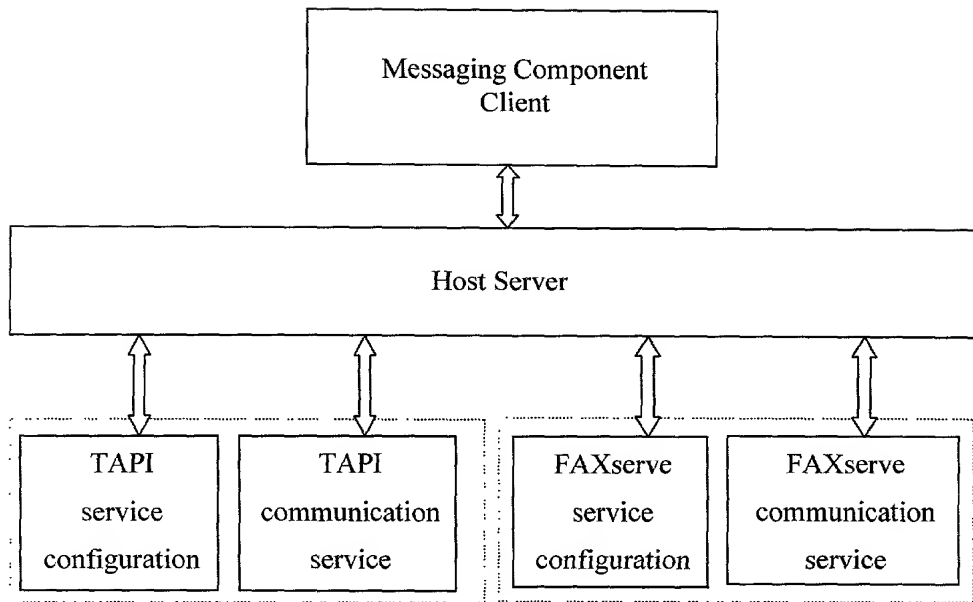 Messaging Component
Client
Host Server
TAPI
service
configuration
TAPI
communication
service
FAXserve
service
configuration
FAXserve
communication
service